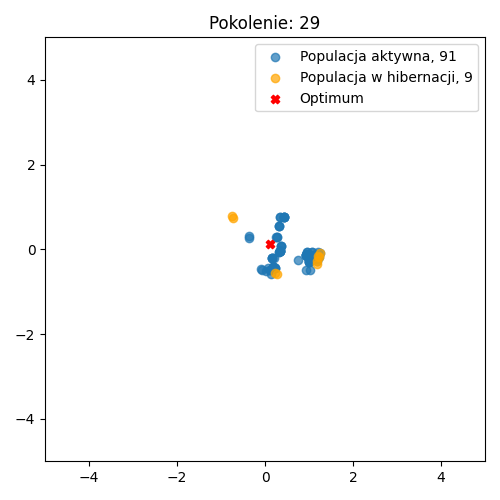 Pokolenie: 29
Populacja aktywna, 91
Populacja w hibernacji, 9
Optimum
4
2
0
−2
−4
−4
−2
0
2
4